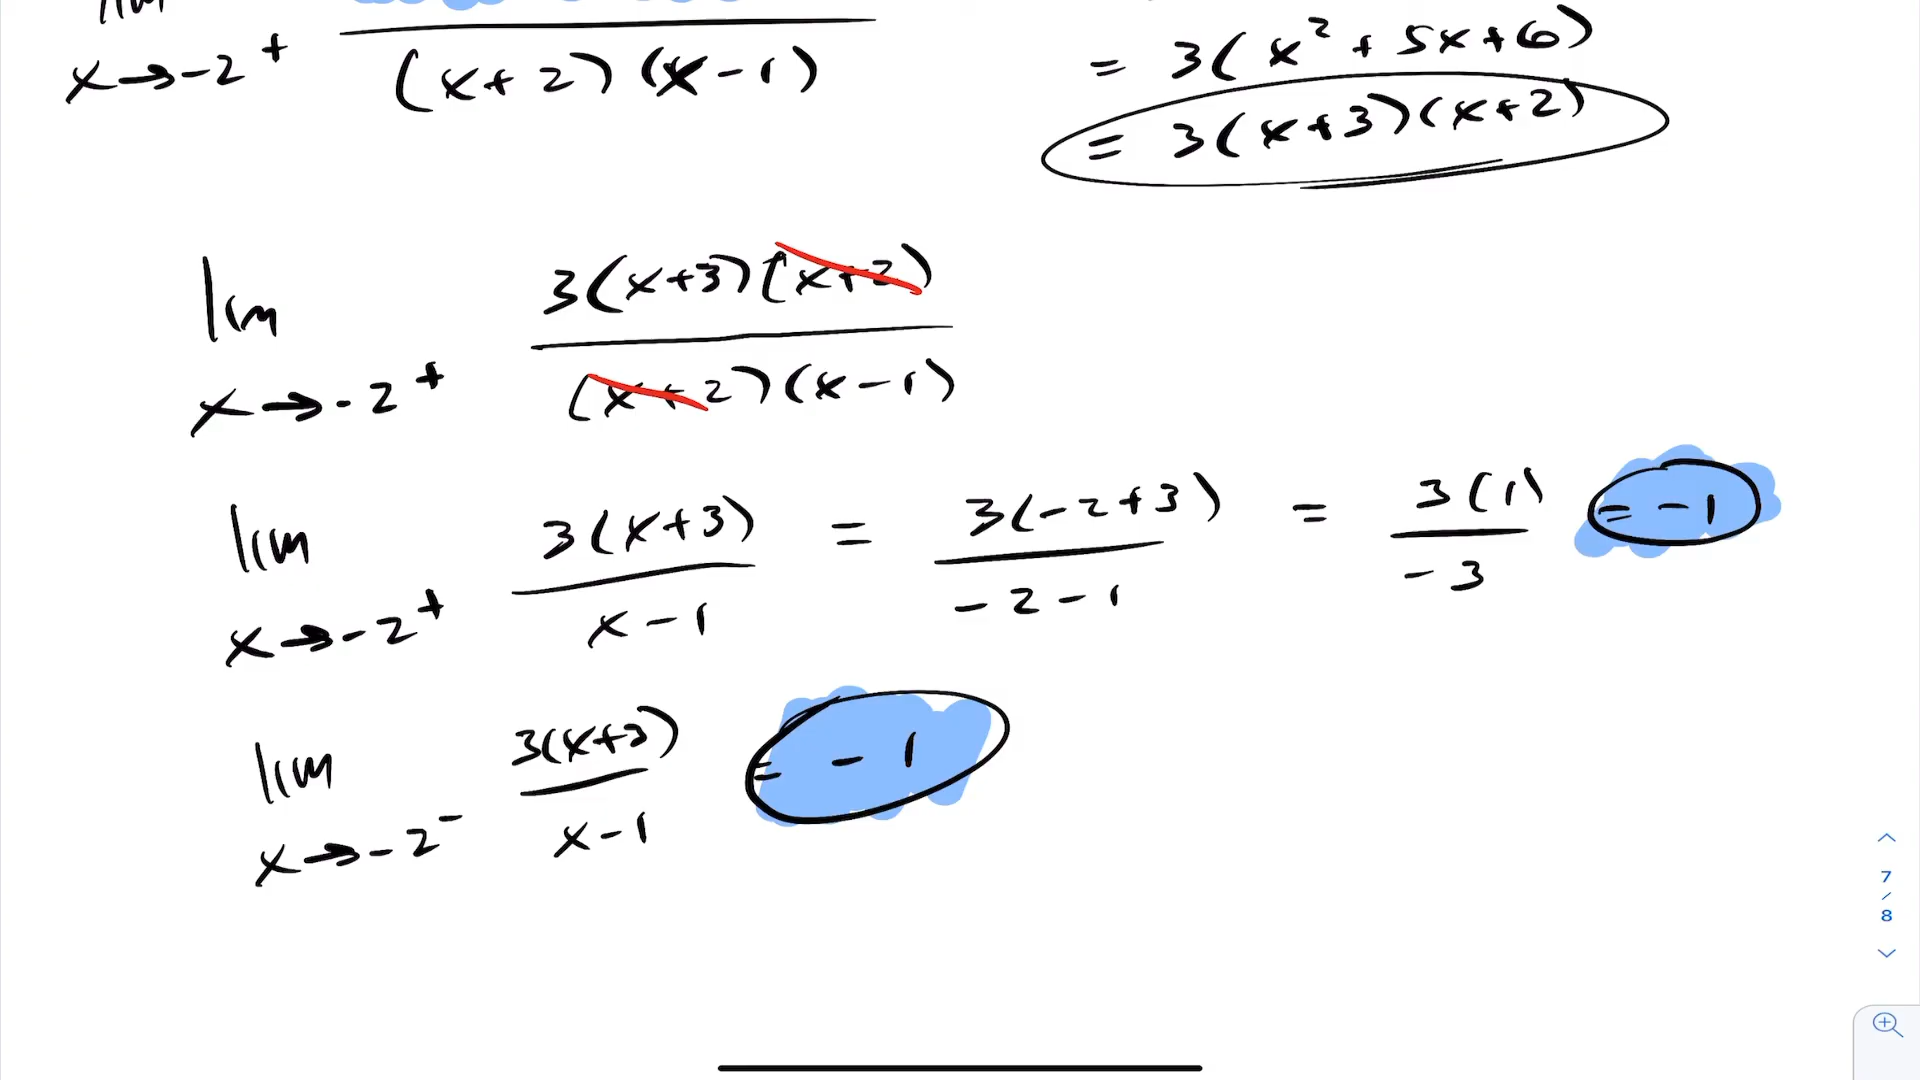 lim
x→-2⁺
(x+2)(x-1)
= 3(x²+5x+6)
= 3(x+3)(x+2)
lim 3(x+3)(x+2)
x→-2⁺ (x+2)(x-1)
lim 3(x+3) = 3(-2+3) = 3(1) = -1
x→-2⁺ x-1 -2-1 -3
lim 3(x+3) = -1
x→-2⁻ x-1
7
/
8